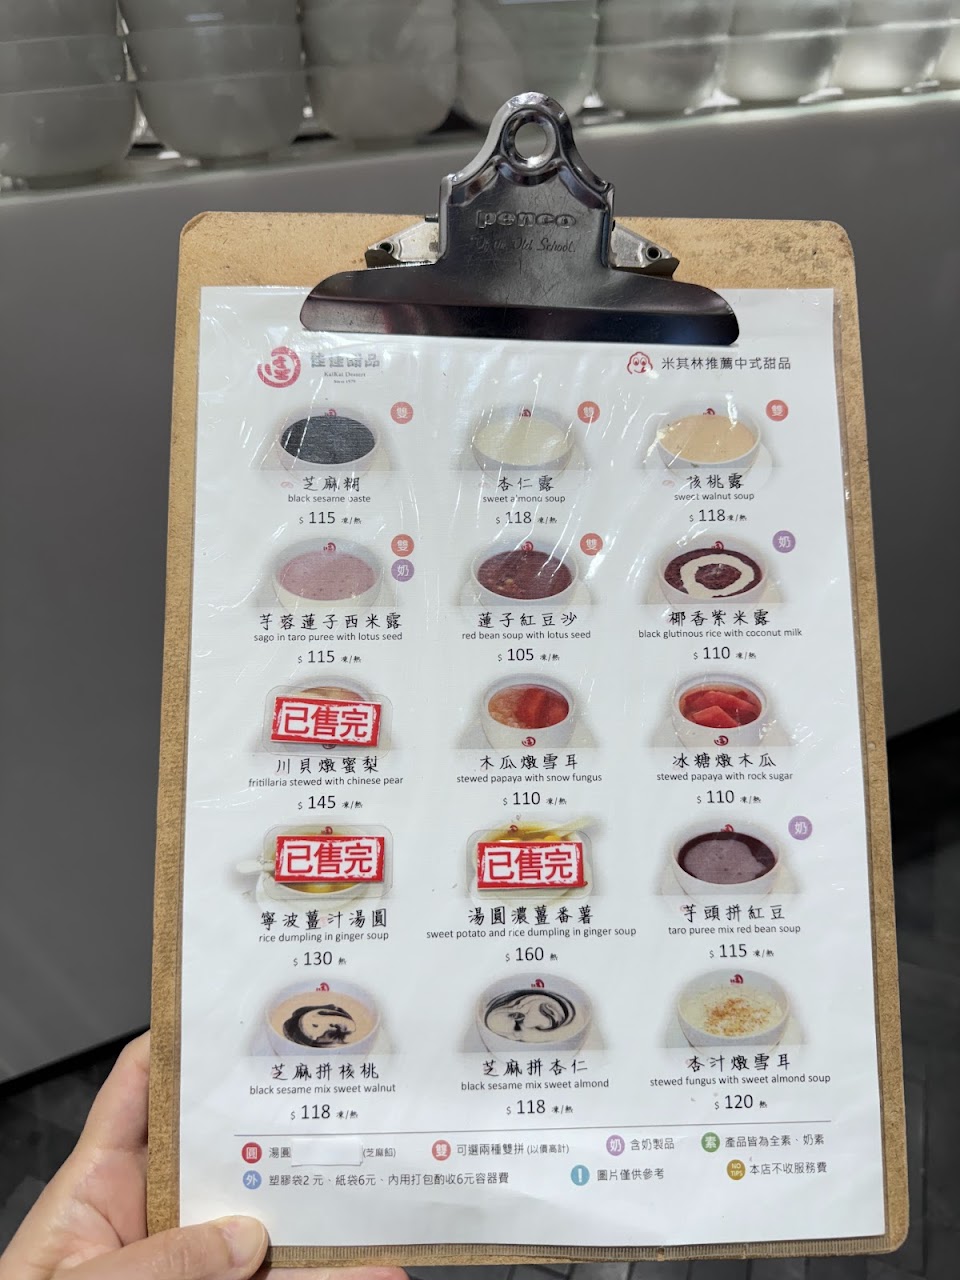 penco
Old School.
佳佳甜品
KaiKai Dessert
Since 1979
米其林推薦中式甜品
雙
雙
雙
芝麻糊
杏仁露
核桃露
black sesame paste
sweet almond soup
sweet walnut soup
$ 115 凍/熱
$ 118 凍/熱
$ 118 凍/熱
雙
奶
雙
奶
芋蓉蓮子西米露
蓮子紅豆沙
椰香紫米露
sago in taro puree with lotus seed
red bean soup with lotus seed
black glutinous rice with coconut milk
$ 115 凍/熱
$ 105 凍/熱
$ 110 凍/熱
已售完
川貝燉蜜梨
木瓜燉雪耳
冰糖燉木瓜
fritillaria stewed with chinese pear
stewed papaya with snow fungus
stewed papaya with rock sugar
$ 145 凍/熱
$ 110 凍/熱
$ 110 凍/熱
已售完
已售完
奶
寧波薑汁湯圓
湯圓濃薑番薯
芋頭拼紅豆
rice dumpling in ginger soup
sweet potato and rice dumpling in ginger soup
taro puree mix red bean soup
$ 130 熱
$ 160 熱
$ 115 凍/熱
芝麻拼核桃
芝麻拼杏仁
杏汁燉雪耳
black sesame mix sweet walnut
black sesame mix sweet almond
stewed fungus with sweet almond soup
$ 118 凍/熱
$ 118 凍/熱
$ 120 熱
圓 湯圓 (芝麻餡)
雙 可選兩種雙拼 (以價高計)
奶 含奶製品
素 產品皆為全素、奶素
外 塑膠袋2 元、紙袋6元、內用打包酌收6元容器費
! 圖片僅供參考
NO TIPS 本店不收服務費